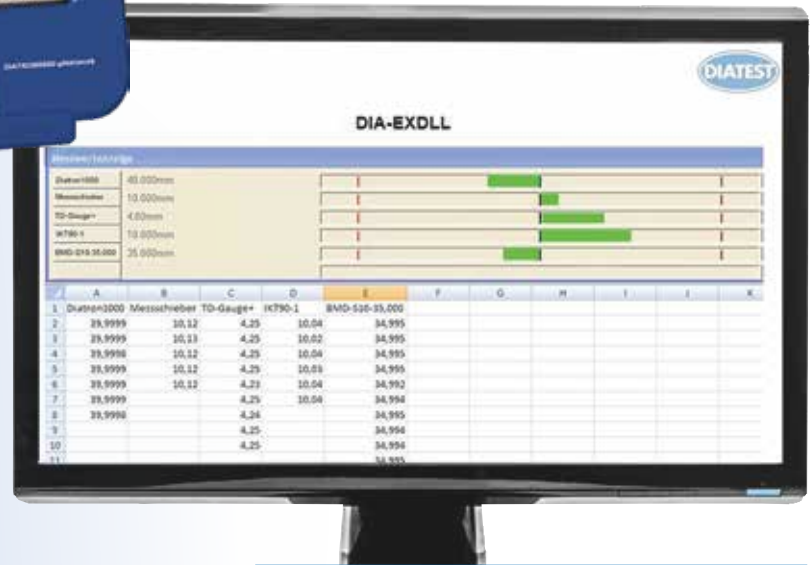 DIATEST
DIA-EXDLL
Diatron1000 40.000mm
Messschieber 10.000mm
TD-Gauge+ 4.00mm
IK790-1 10.000mm
BMD-S10-35.000 35.000mm
A B C D E F G H I J K
1 Diatron1000 Messschieber TD-Gauge+ IK790-1 BMD-S10-35,000
2 39,9999 10,12 4,25 10,04 34,995
3 39,9999 10,13 4,25 10,02 34,995
4 39,9998 10,12 4,25 10,04 34,995
5 39,9999 10,12 4,25 10,03 34,995
6 39,9999 10,12 4,23 10,04 34,992
7 39,9999 4,25 10,04 34,994
8 39,9998 4,24 34,995
9 4,25 34,994
10 4,25 34,994
11 34,995